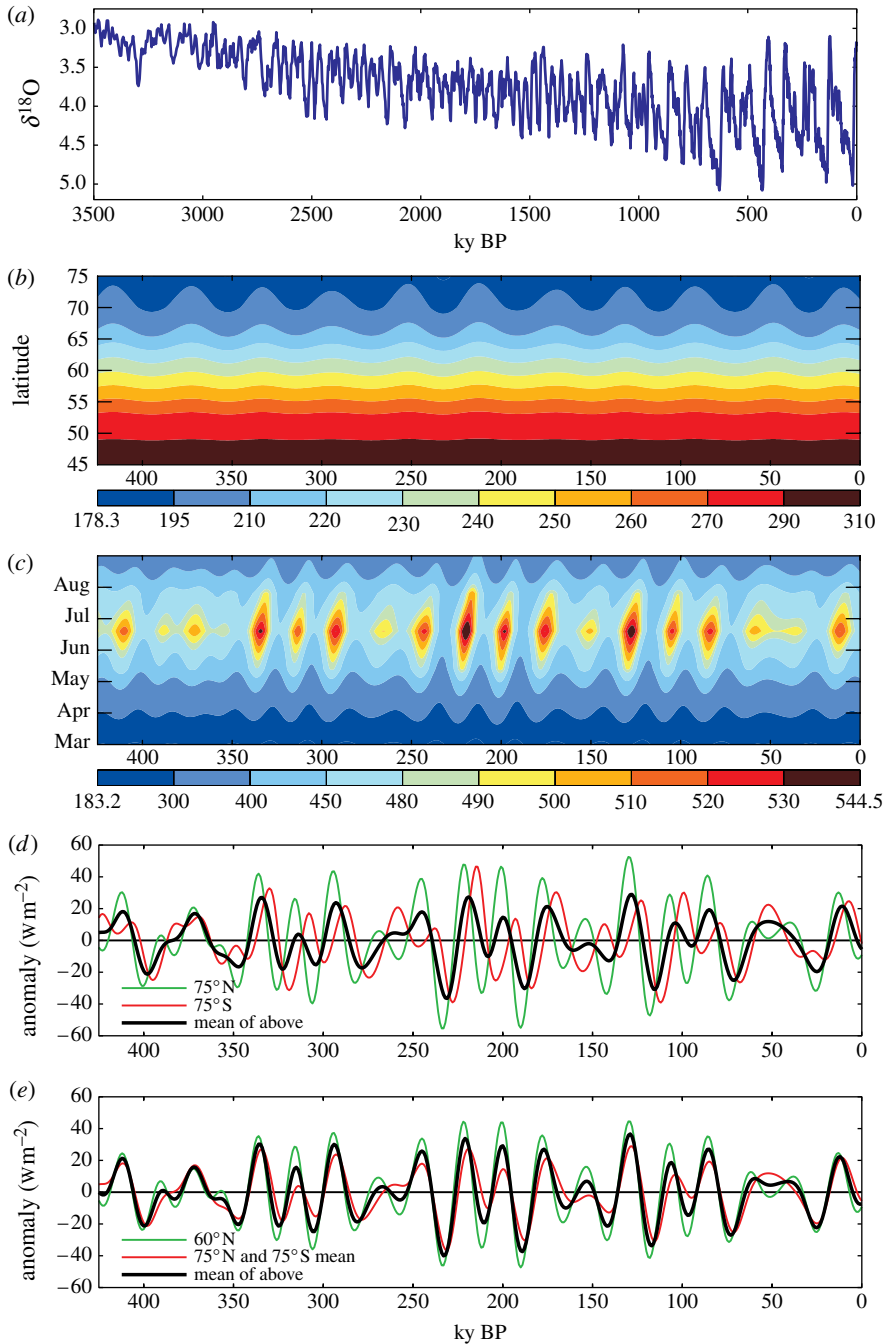 (a)
3.0
3.5
4.0
4.5
5.0
δ18O
3500 3000 2500 2000 1500 1000 500 0
ky BP
(b)
75
70
65
60
55
50
45
latitude
400 350 300 250 200 150 100 50 0
178.3 195 210 220 230 240 250 260 270 290 310
(c)
Aug
Jul
Jun
May
Apr
Mar
400 350 300 250 200 150 100 50 0
183.2 300 400 450 480 490 500 510 520 530 544.5
(d)
60
40
20
0
−20
−40
−60
anomaly (W m−2)
75° N
75° S
mean of above
400 350 300 250 200 150 100 50 0
(e)
60
40
20
0
−20
−40
−60
anomaly (W m−2)
60° N
75° N and 75° S mean
mean of above
400 350 300 250 200 150 100 50 0
ky BP